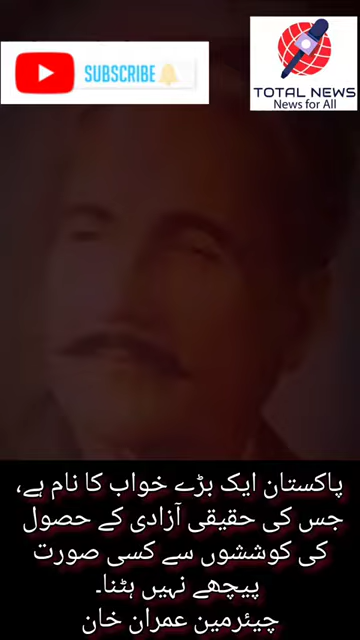 SUBSCRIBE
TOTAL NEWS
News for All
پاکستان ایک بڑے خواب کا نام ہے،
جس کی حقیقی آزادی کے حصول
کی کوششوں سے کسی صورت
پیچھے نہیں ہٹنا۔
چیئرمین عمران خان